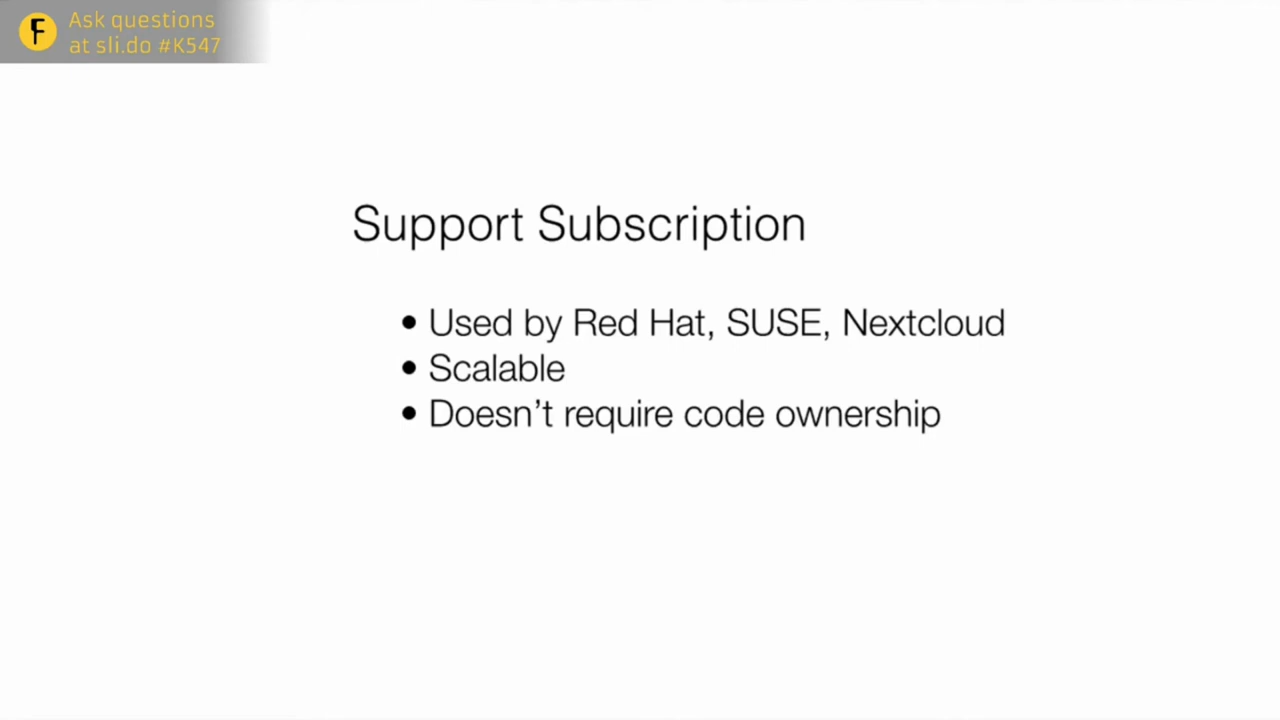 Ask questions
at sli.do #K547
Support Subscription
• Used by Red Hat, SUSE, Nextcloud
• Scalable
• Doesn’t require code ownership